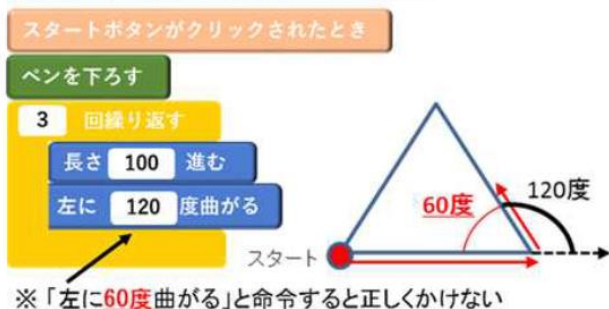 スタートボタンがクリックされたとき
ペンを下ろす
3 回繰り返す
長さ 100 進む
左に 120 度曲がる
60度
120度
スタート
※「左に60度曲がる」と命令すると正しくかけない